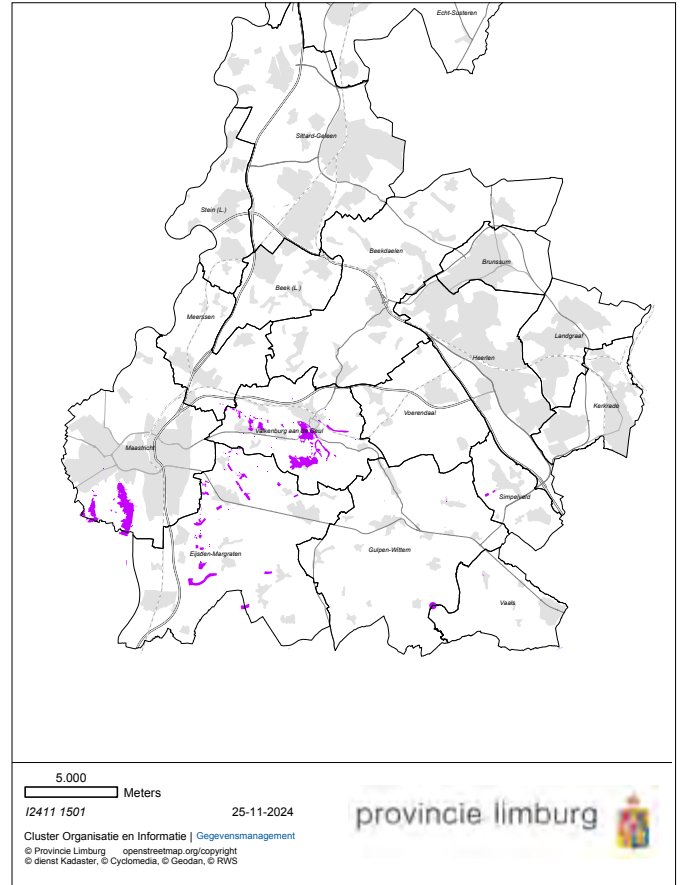 Echt-Susteren
Sittard-Geleen
Stein (L.)
Beekdaelen
Brunssum
Beek (L.)
Meerssen
Landgraaf
Heerlen
Kerkrade
Voerendaal
Valkenburg aan de Geul
Maastricht
Simpelveld
Eijsden-Margraten
Gulpen-Wittem
Vaals
5.000
Meters
I2411 1501 25-11-2024
Cluster Organisatie en Informatie | Gegevensmanagement
© Provincie Limburg openstreetmap.org/copyright
© dienst Kadaster, © Cyclomedia, © Geodan, © RWS
provincie limburg